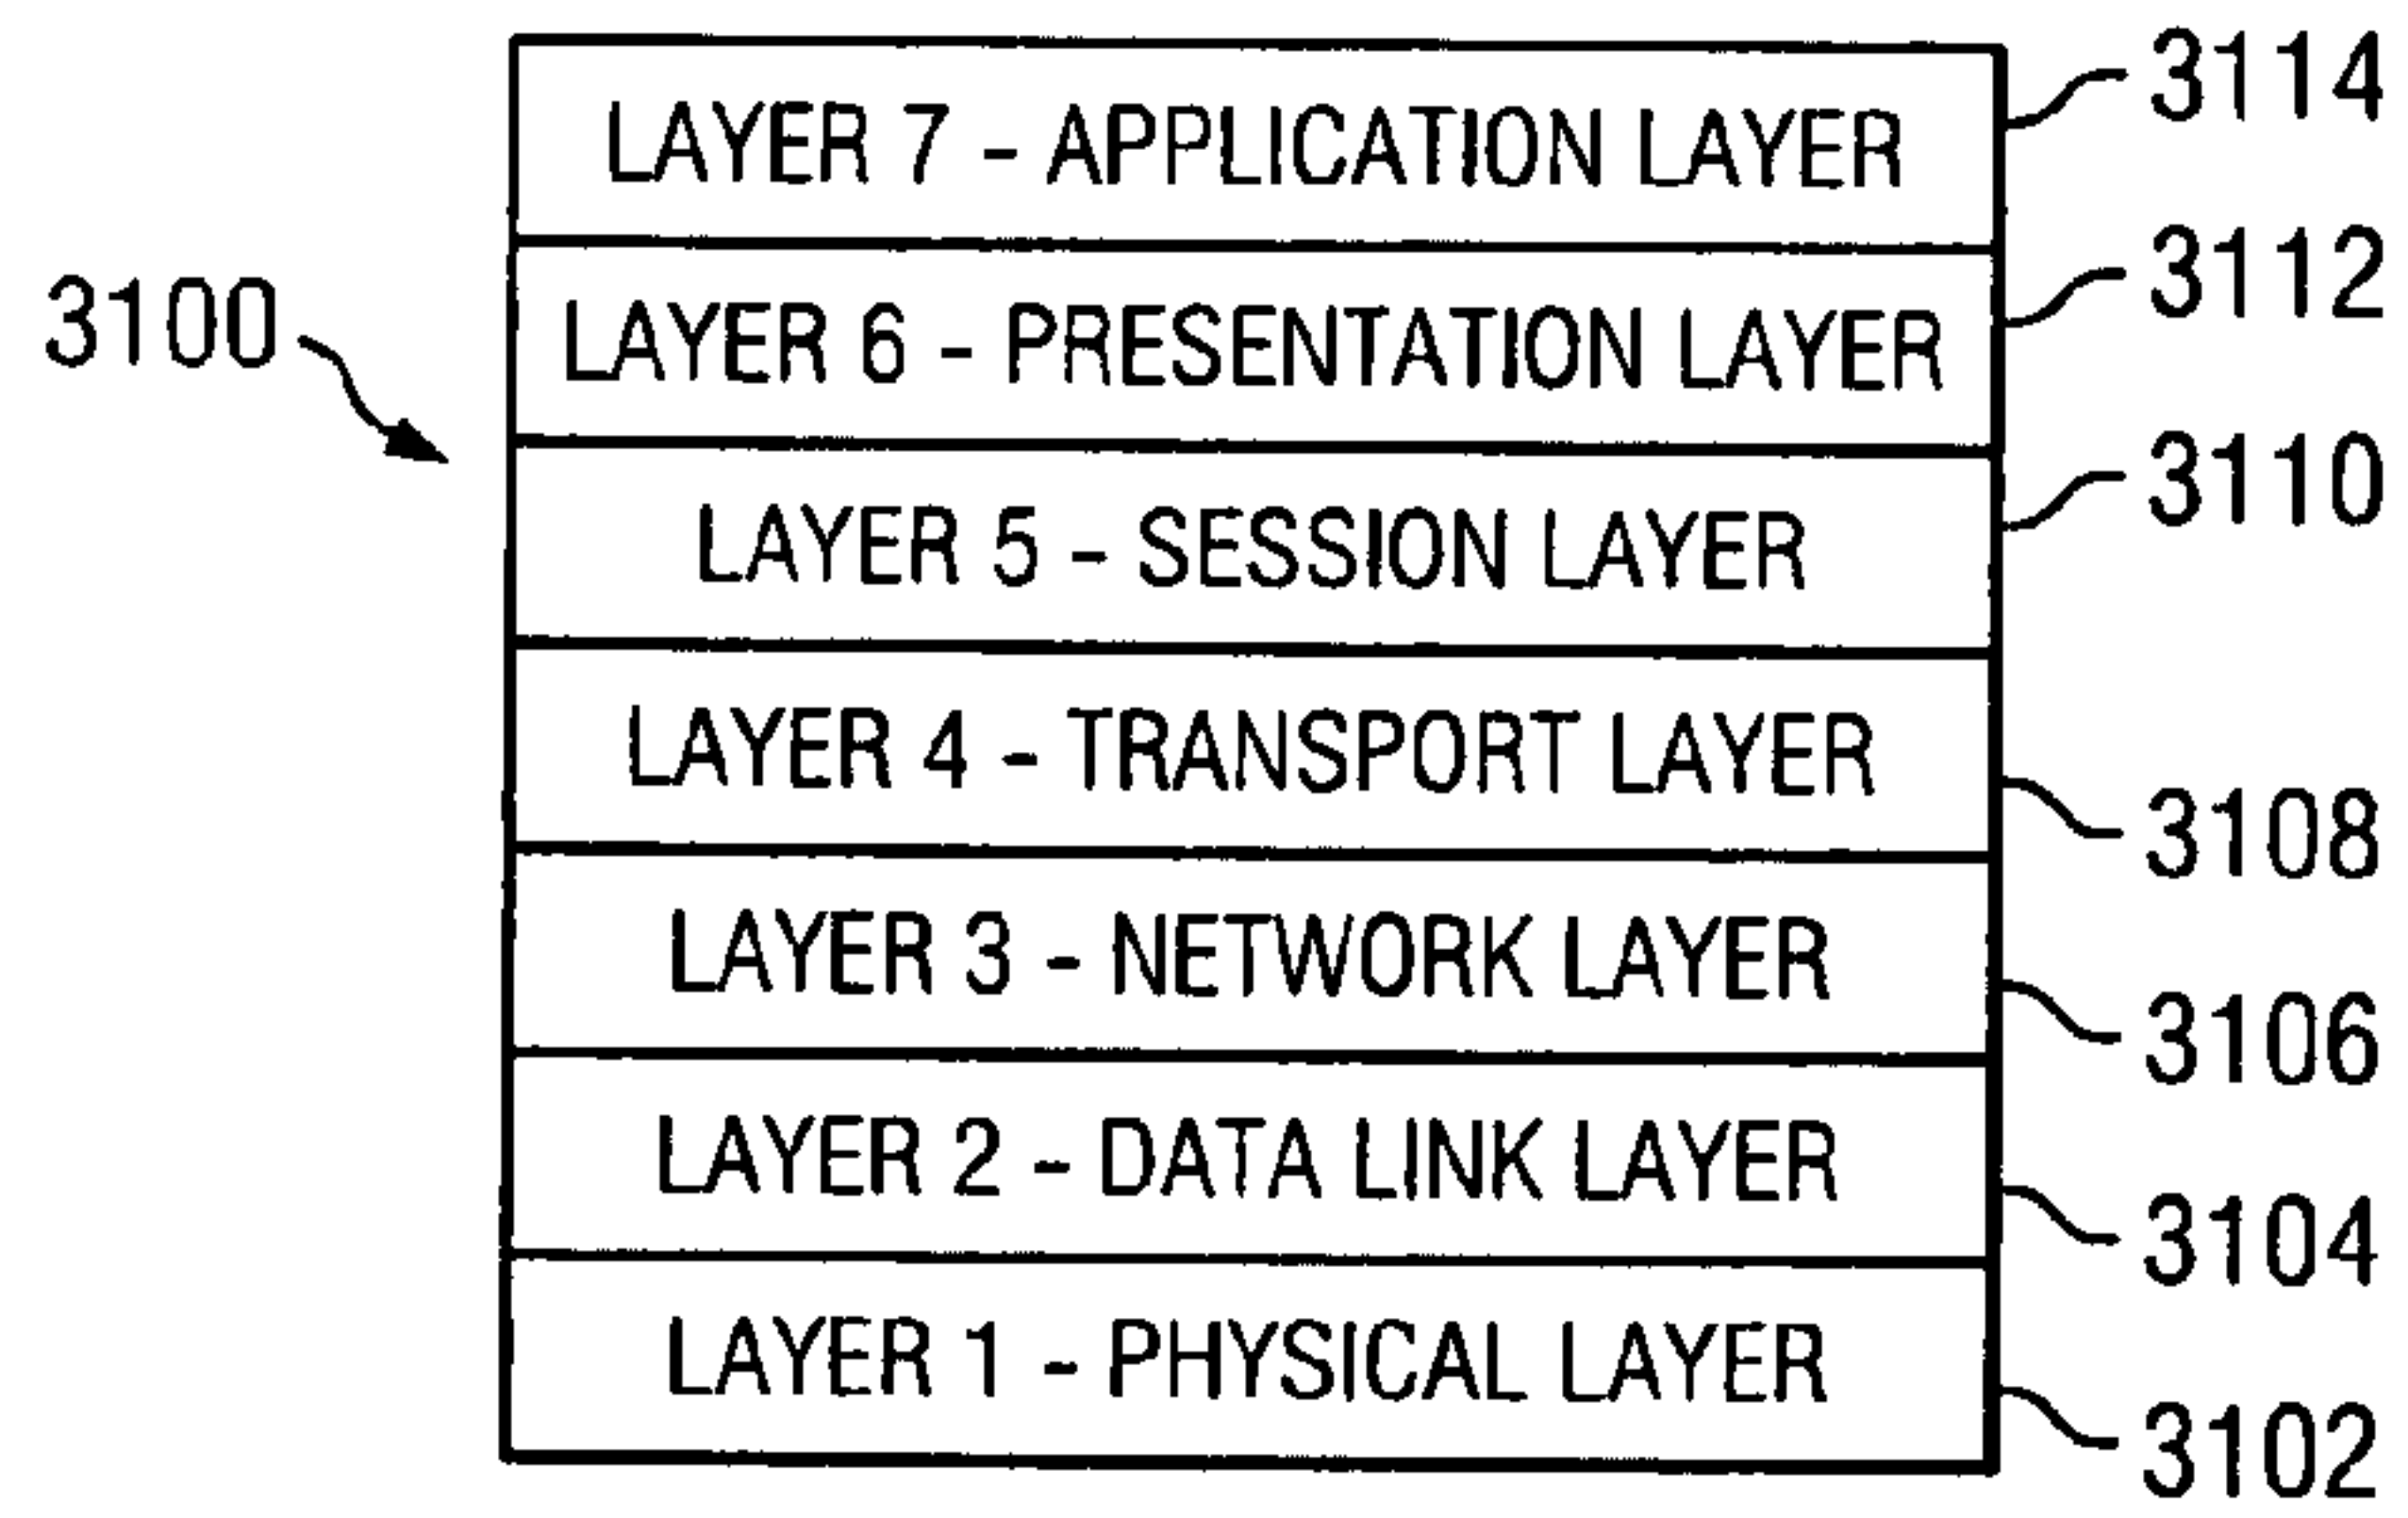 3114
LAYER 7 - APPLICATION LAYER
3112
LAYER 6 - PRESENTATION LAYER
3100
3110
LAYER 5 - SESSION LAYER
LAYER 4 - TRANSPORT LAYER
3108
LAYER 3 - NETWORK LAYER
3106
LAYER 2 - DATA LINK LAYER
3104
LAYER 1 - PHYSICAL LAYER
3102